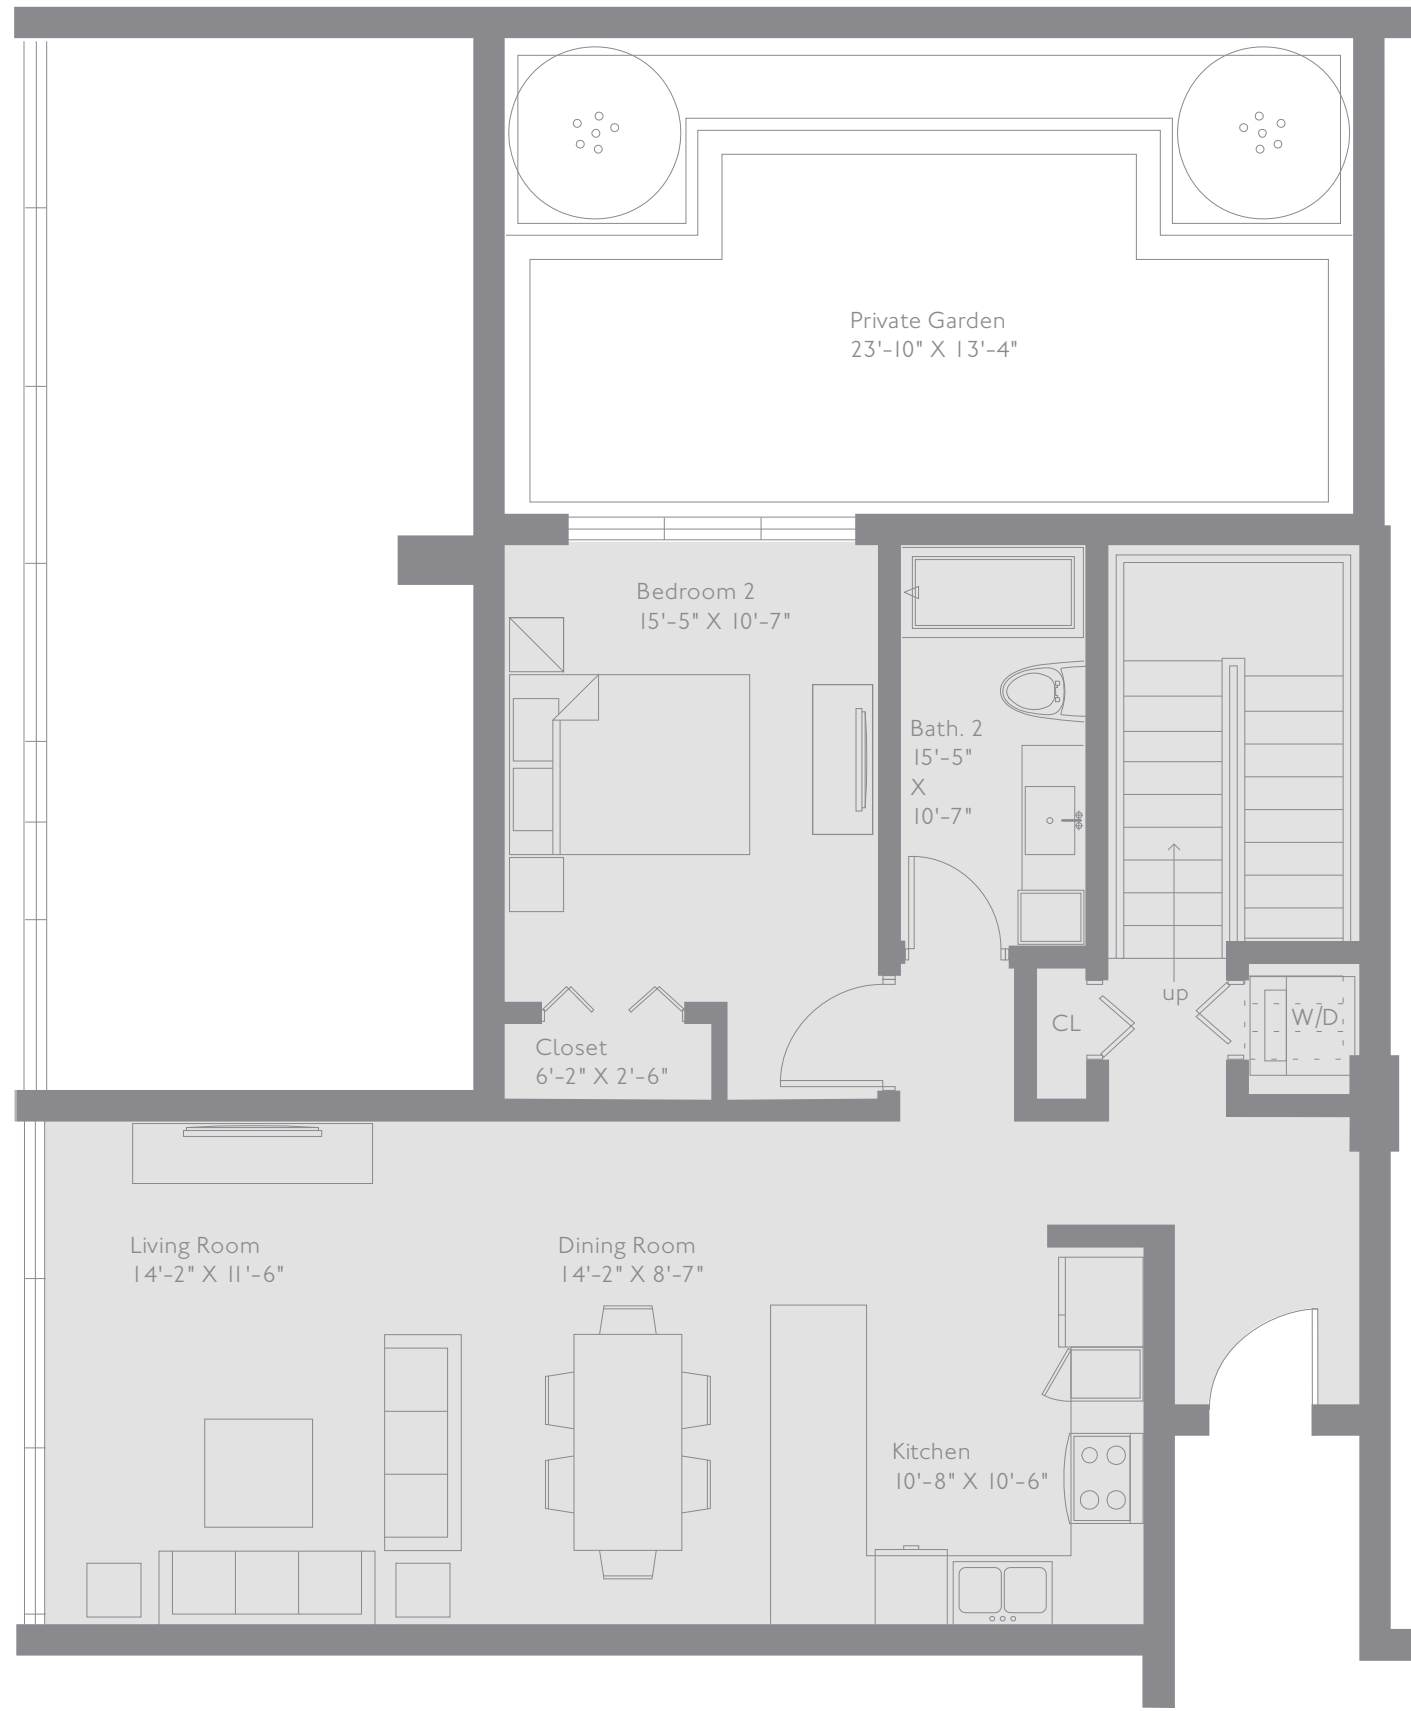 Private Garden
23'-10" X 13'-4"
Bedroom 2
15'-5" X 10'-7"
Bath. 2
15'-5"
X
10'-7"
up
CL
W/D
Closet
6'-2" X 2'-6"
Living Room
14'-2" X 11'-6"
Dining Room
14'-2" X 8'-7"
Kitchen
10'-8" X 10'-6"